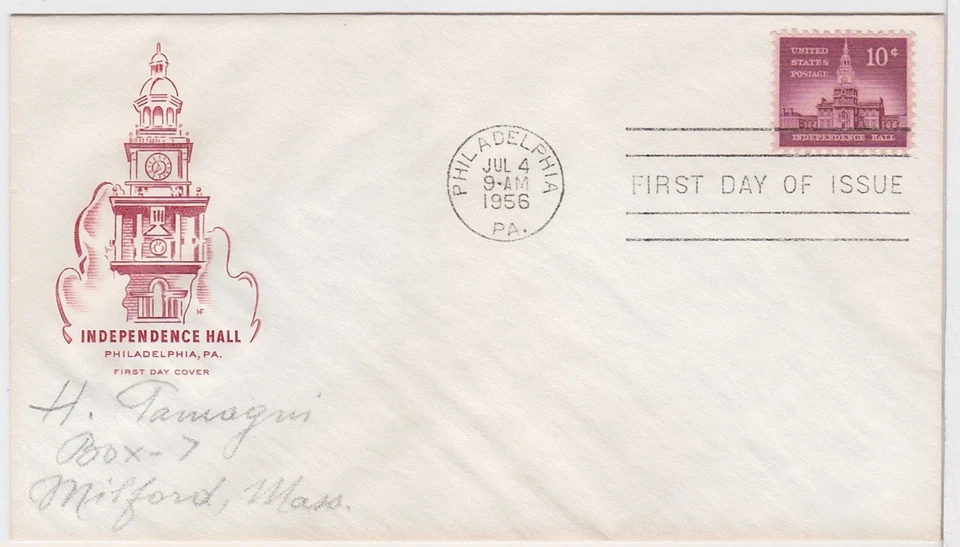 UNITED
STATES
POSTAGE
10¢
INDEPENDENCE HALL
PHILADELPHIA
JUL 4
9-AM
1956
PA.
FIRST DAY OF ISSUE
HF
INDEPENDENCE HALL
PHILADELPHIA, PA.
FIRST DAY COVER
H. Tamagni
Box-7
Milford, Mass.